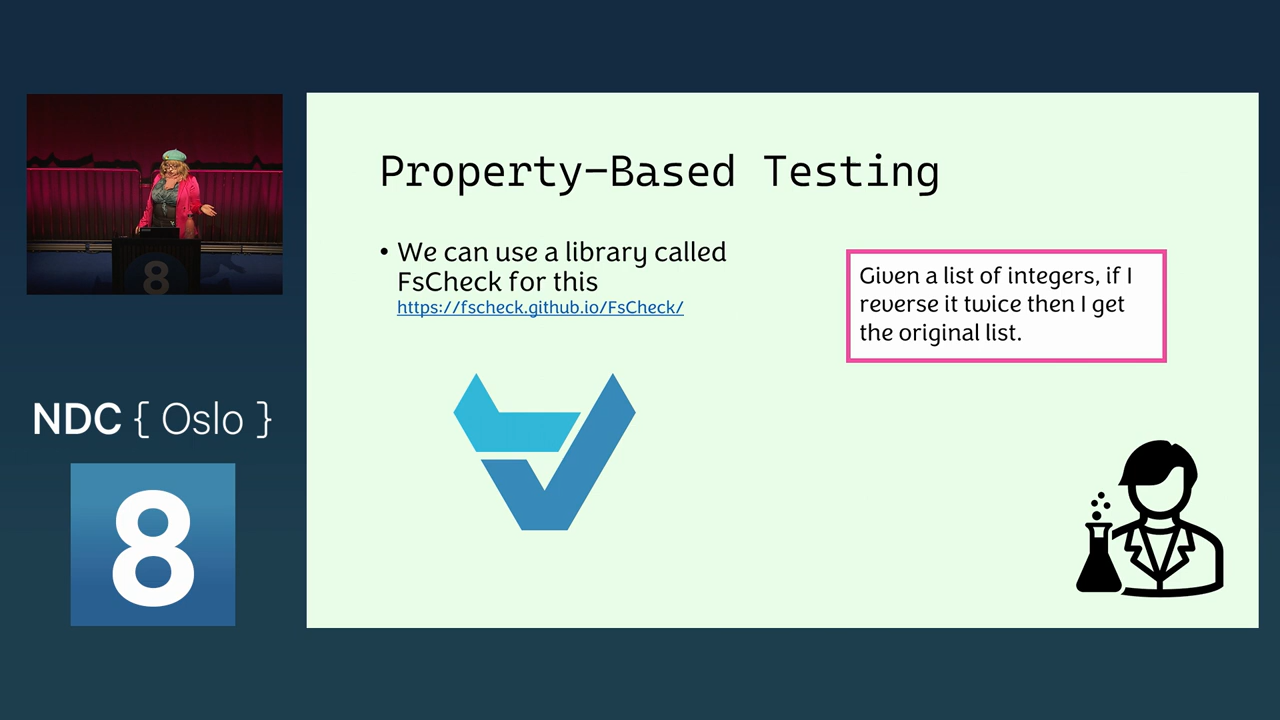 Property-Based Testing
• We can use a library called
FsCheck for this
https://fscheck.github.io/FsCheck/
Given a list of integers, if I
reverse it twice then I get
the original list.
8
NDC { Oslo }
8